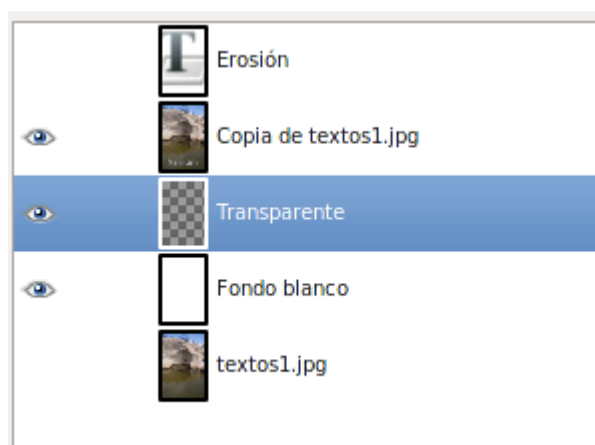 Erosión
Copia de textos1.jpg
Transparente
Fondo blanco
textos1.jpg